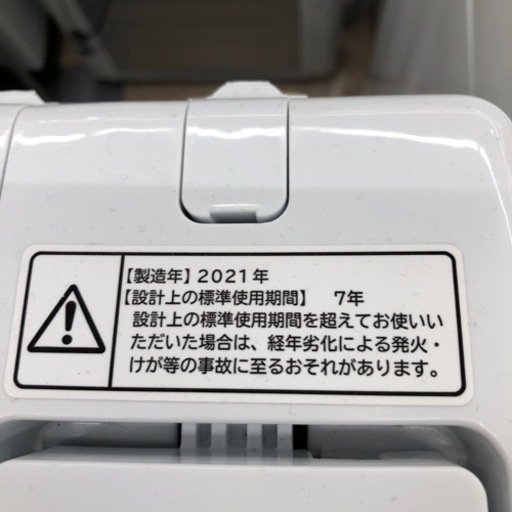 【製造年】2021年
【設計上の標準使用期間】 7年
設計上の標準使用期間を超えてお使いい
ただいた場合は、経年劣化による発火・
けが等の事故に至るおそれがあります。